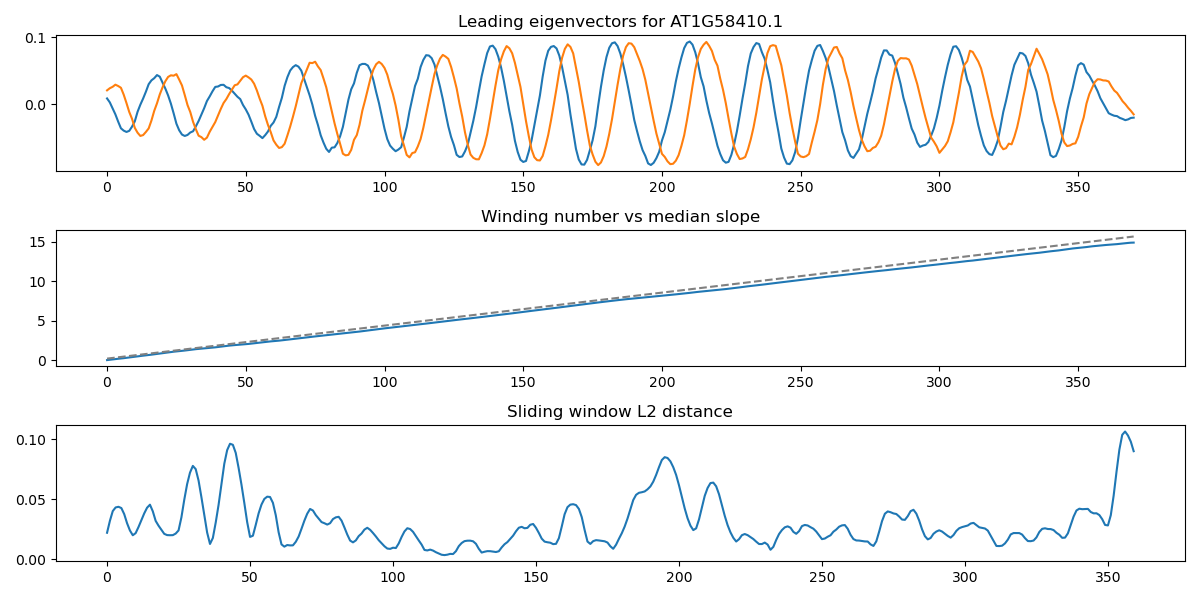 Leading eigenvectors for AT1G58410.1
0.1
0.0
0 50 100 150 200 250 300 350
Winding number vs median slope
15
10
5
0
0 50 100 150 200 250 300 350
Sliding window L2 distance
0.10
0.05
0.00
0 50 100 150 200 250 300 350